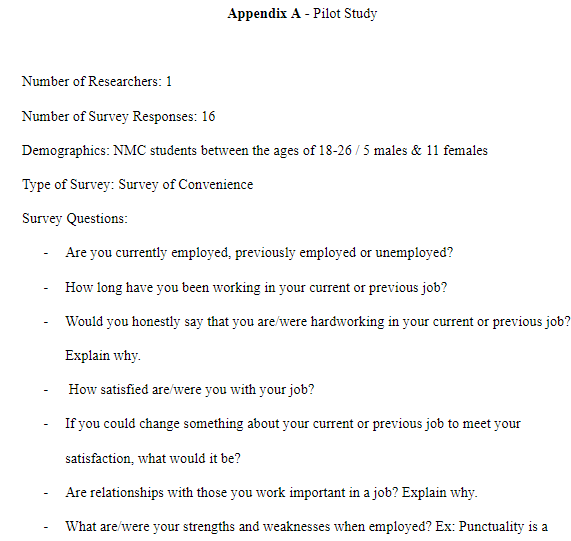 Appendix A - Pilot Study
Number of Researchers: 1
Number of Survey Responses: 16
Demographics: NMC students between the ages of 18-26 / 5 males & 11 females
Type of Survey: Survey of Convenience
Survey Questions:
- Are you currently employed, previously employed or unemployed?
- How long have you been working in your current or previous job?
- Would you honestly say that you are/were hardworking in your current or previous job?
Explain why.
- How satisfied are/were you with your job?
- If you could change something about your current or previous job to meet your
satisfaction, what would it be?
- Are relationships with those you work important in a job? Explain why.
- What are/were your strengths and weaknesses when employed? Ex: Punctuality is a